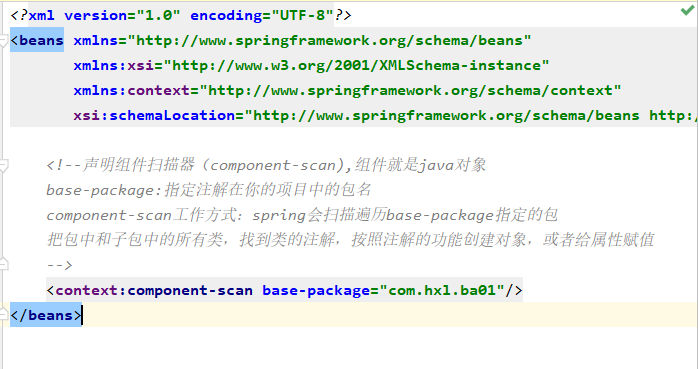 <?xml version="1.0" encoding="UTF-8"?>
<beans xmlns="http://www.springframework.org/schema/beans"
xmlns:xsi="http://www.w3.org/2001/XMLSchema-instance"
xmlns:context="http://www.springframework.org/schema/context"
xsi:schemaLocation="http://www.springframework.org/schema/beans http:/
<!--声明组件扫描器（component-scan),组件就是java对象
base-package:指定注解在你的项目中的包名
component-scan工作方式：spring会扫描遍历base-package指定的包
把包中和子包中的所有类，找到类的注解，按照注解的功能创建对象，或者给属性赋值
-->
<context:component-scan base-package="com.hxl.ba01"/>
</beans>